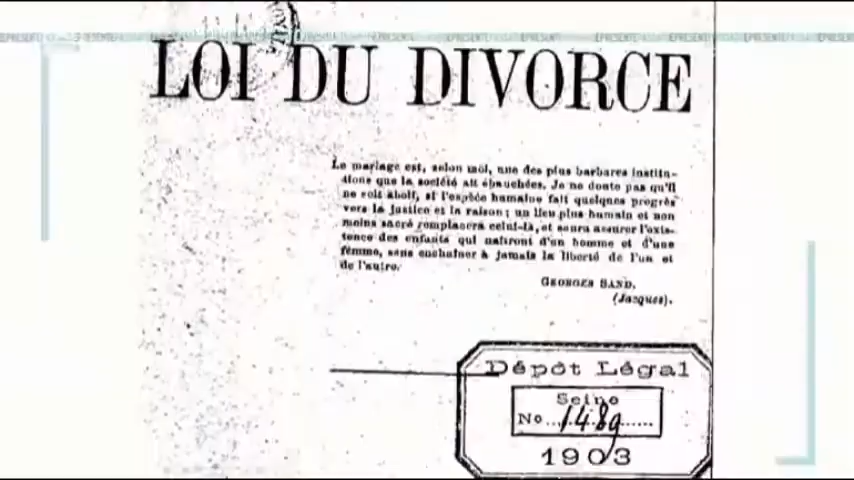 LOI DU DIVORCE
Le mariage est, selon moi, une des plus barbares institu-
tions que la société ait ébauchées. Je ne doute pas qu'il
ne soit aboli, si l'espèce humaine fait quelques progrès
vers la justice et la raison; un lien plus humain et non
moins sacré remplacera celui-là, et saura assurer l'exis-
tence des enfants qui naîtront d'un homme et d'une
femme, sans enchaîner à jamais la liberté de l'un et
de l'autre.
GEORGES SAND.
(Jacques).
Dépôt Légal
Seine
No...1489......
1903